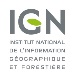 IGN
INSTITUT NATIONAL
DE L'INFORMATION
GÉOGRAPHIQUE
ET FORESTIÈRE